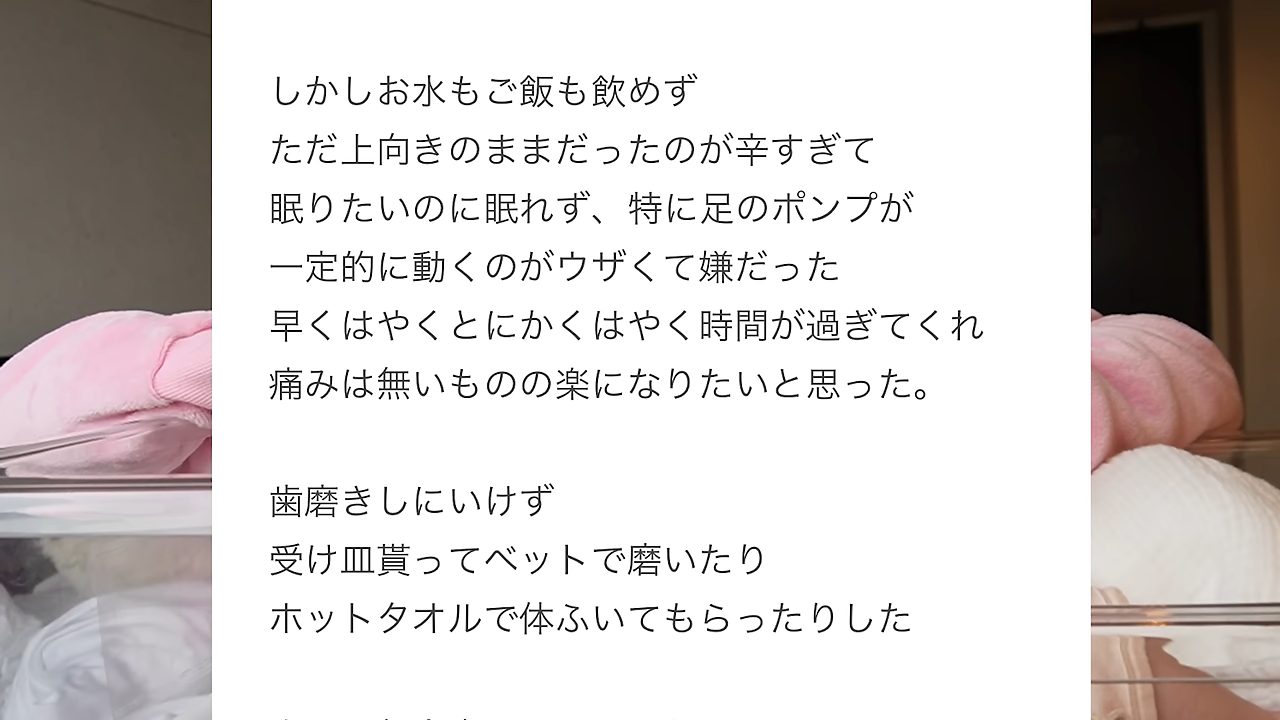 しかしお水もご飯も飲めず
ただ上向きのままだったのが辛すぎて
眠りたいのに眠れず、特に足のポンプが
一定的に動くのがウザくて嫌だった
早くはやくとにかくはやく時間が過ぎてくれ
痛みは無いものの楽になりたいと思った。
歯磨きしにいけず
受け皿貰ってベットで磨いたり
ホットタオルで体ふいてもらったりした